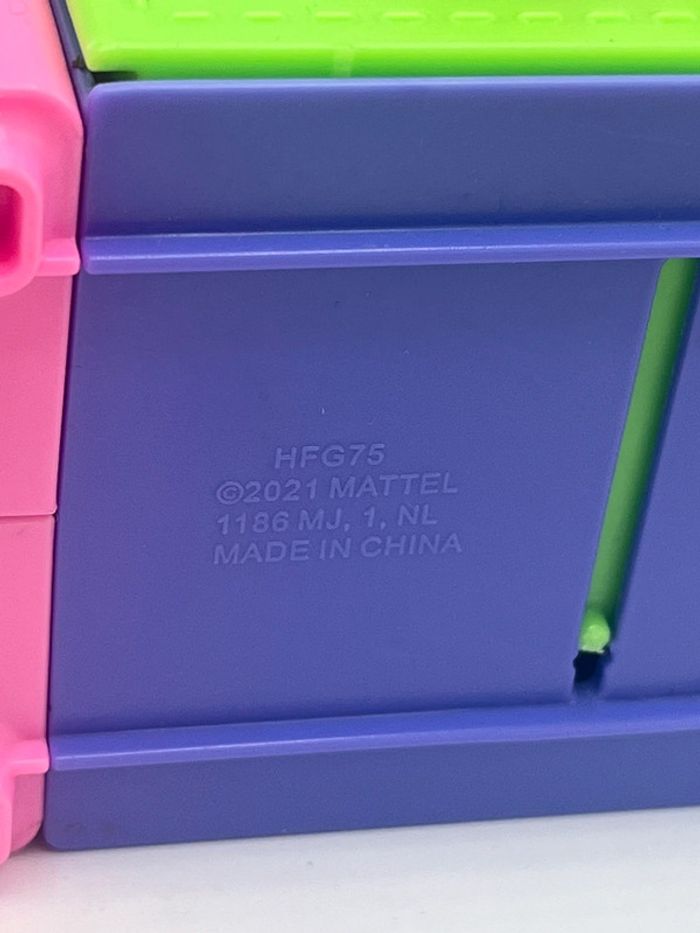 HFG75
©2021 MATTEL
1186 MJ, 1, NL
MADE IN CHINA